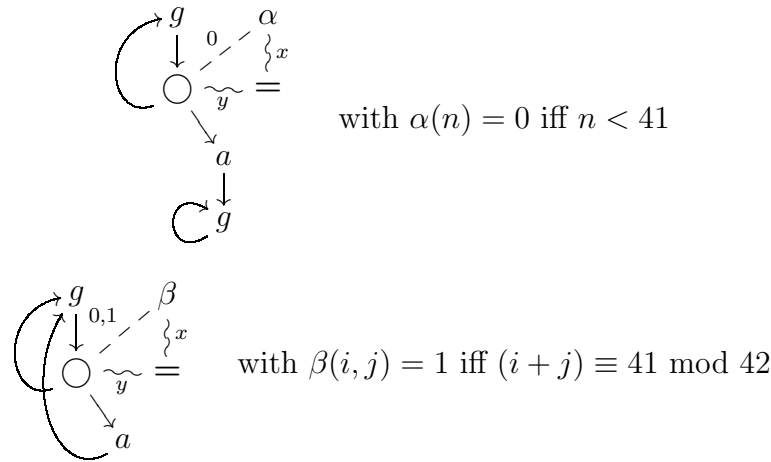 g α
0 x
y =
with α(n) = 0 iff n < 41
a
g
g β
0,1 x
y =
with β(i, j) = 1 iff (i + j) ≡ 41 mod 42
a